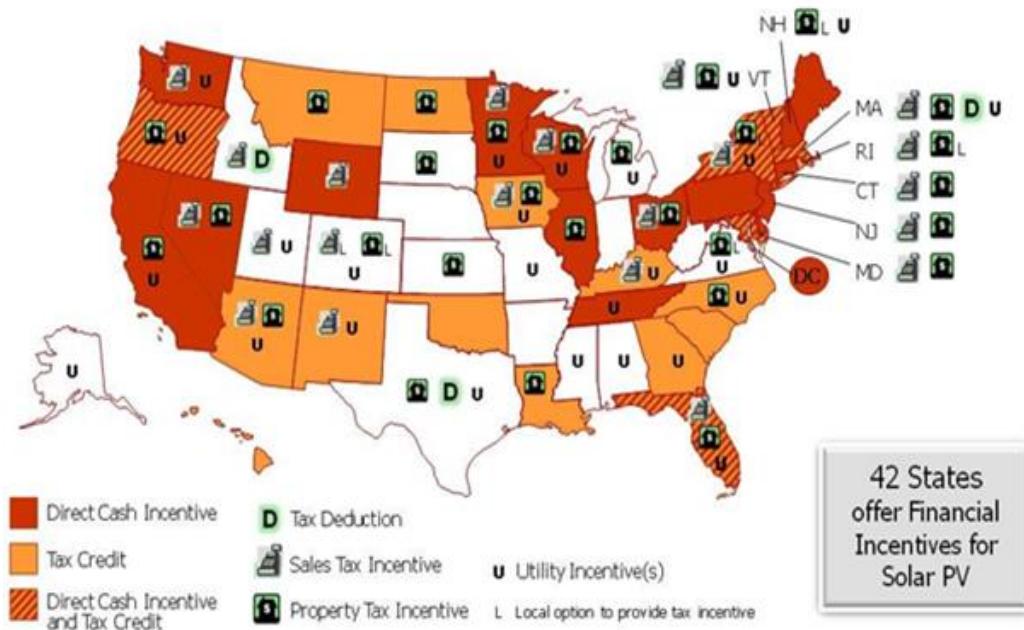 NH L U
U VT
MA D U
RI L
CT
NJ
MD
DC
U
U
D
U
U
U
U
U
U
U
L L
U
U
U
U
U
U
U
L
U
U
U
U
U
U
U
U
D U
U
U
42 States
offer Financial
Incentives for
Solar PV
Direct Cash Incentive
Tax Credit
Direct Cash Incentive
and Tax Credit
D Tax Deduction
Sales Tax Incentive
Property Tax Incentive
U Utility Incentive(s)
L Local option to provide tax incentive